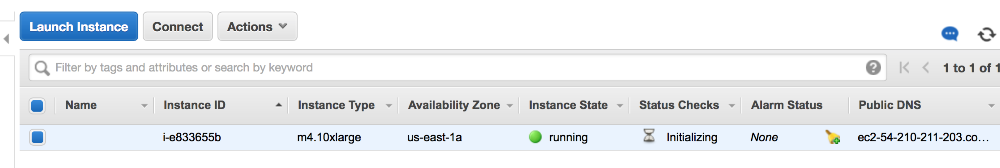 Launch Instance Connect Actions
Filter by tags and attributes or search by keyword 1 to 1 of 1
Name Instance ID Instance Type Availability Zone Instance State Status Checks Alarm Status Public DNS
i-e833655b m4.10xlarge us-east-1a running Initializing None ec2-54-210-211-203.co...